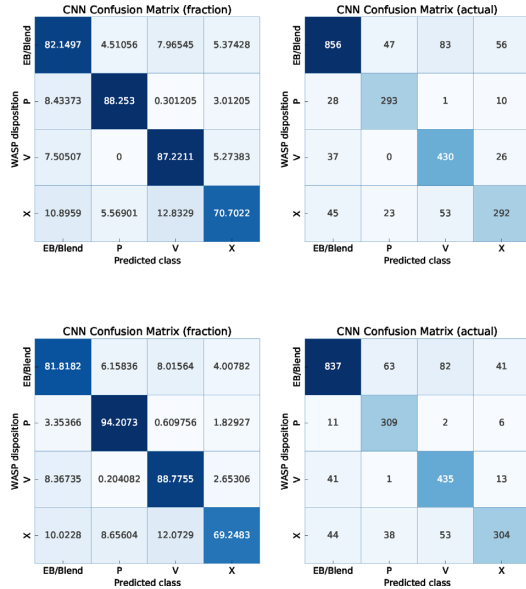 CNN Confusion Matrix (fraction)
EB/Blend 82.1497 4.51056 7.96545 5.37428
P 8.43373 88.253 0.301205 3.01205
V 7.50507 0 87.2211 5.27383
X 10.8959 5.56901 12.8329 70.7022
WASP disposition
EB/Blend P V X
Predicted class
CNN Confusion Matrix (actual)
EB/Blend 856 47 83 56
P 28 293 1 10
V 37 0 430 26
X 45 23 53 292
WASP disposition
EB/Blend P V X
Predicted class
CNN Confusion Matrix (fraction)
EB/Blend 81.8182 6.15836 8.01564 4.00782
P 3.35366 94.2073 0.609756 1.82927
V 8.36735 0.204082 88.7755 2.65306
X 10.0228 8.65604 12.0729 69.2483
WASP disposition
EB/Blend P V X
Predicted class
CNN Confusion Matrix (actual)
EB/Blend 837 63 82 41
P 11 309 2 6
V 41 1 435 13
X 44 38 53 304
WASP disposition
EB/Blend P V X
Predicted class